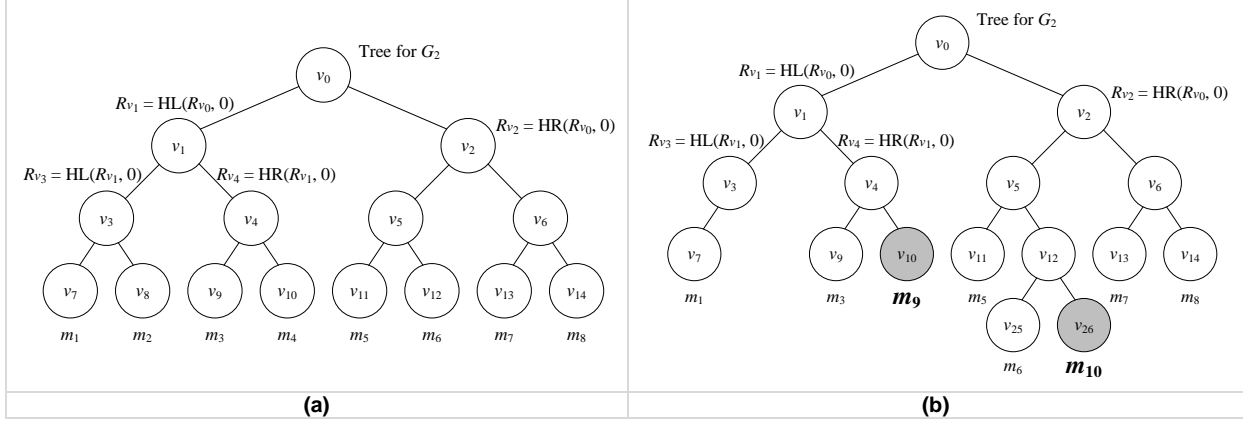 Tree for G2
v0
Rv1 = HL(Rv0, 0)
Rv2 = HR(Rv0, 0)
v1
v2
Rv3 = HL(Rv1, 0)
Rv4 = HR(Rv1, 0)
v3
v4
v5
v6
v7
v8
v9
v10
v11
v12
v13
v14
m1
m2
m3
m4
m5
m6
m7
m8
(a)
Tree for G2
v0
Rv1 = HL(Rv0, 0)
Rv2 = HR(Rv0, 0)
v1
v2
Rv3 = HL(Rv1, 0)
Rv4 = HR(Rv1, 0)
v3
v4
v5
v6
v7
v9
v10
v11
v12
v13
v14
m1
m3
m9
m5
m7
m8
v25
v26
m6
m10
(b)